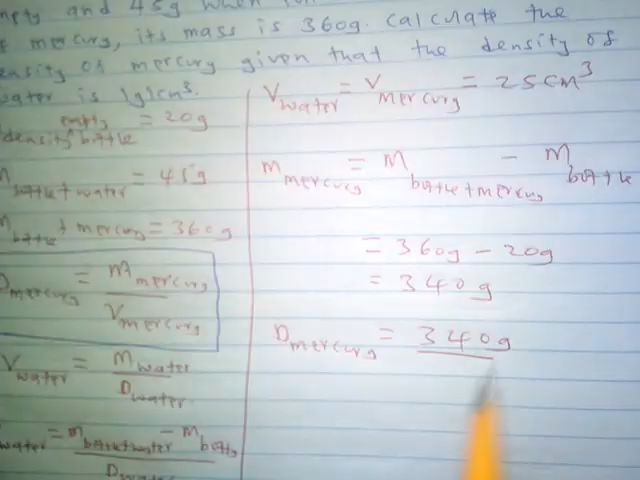 and 45g when
mercury, its mass is 360g. calculate the
of mercury given that the density of
water is 1g/cm³.
empty
density bottle = 20g
bottle + water = 45g
bottle + mercury = 360g
D mercury = M mercury / V mercury
V water = M water / D water
water = M bottle + water - M bottle / D water
V water = V mercury = 25cm³
M mercury = M bottle + mercury - M bottle
= 360g - 20g
= 340g
D mercury = 340g